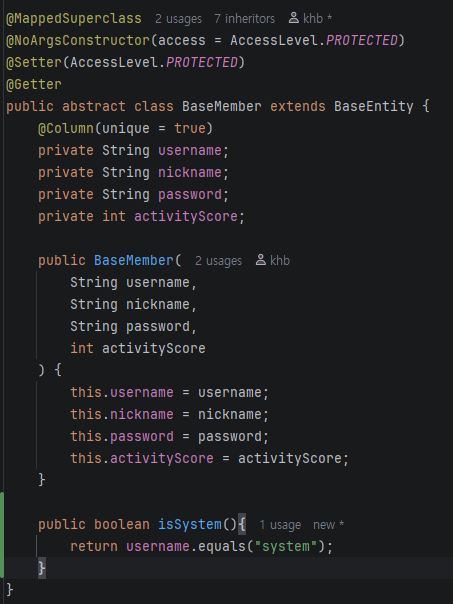 @MappedSuperclass 2 usages 7 inheritors khb *
@NoArgsConstructor(access = AccessLevel.PROTECTED)
@Setter(AccessLevel.PROTECTED)
@Getter
public abstract class BaseMember extends BaseEntity {
@Column(unique = true)
private String username;
private String nickname;
private String password;
private int activityScore;
public BaseMember( 2 usages khb
String username,
String nickname,
String password,
int activityScore
) {
this.username = username;
this.nickname = nickname;
this.password = password;
this.activityScore = activityScore;
}
public boolean isSystem(){ 1 usage new *
return username.equals("system");
}
}